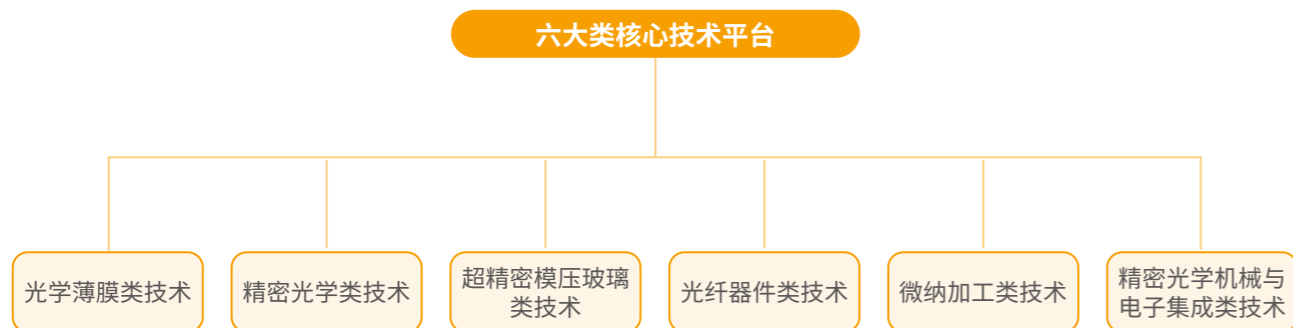 六大类核心技术平台
光学薄膜类技术
精密光学类技术
超精密模压玻璃
类技术
光纤器件类技术
微纳加工类技术
精密光学机械与
电子集成类技术